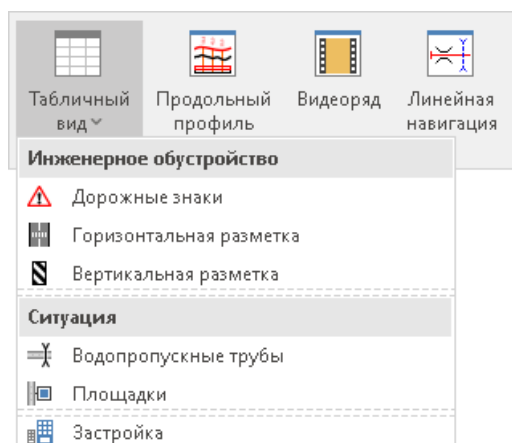 Табличный вид
Продольный профиль
Видеоряд
Линейная навигация
Инженерное обустройство
Дорожные знаки
Горизонтальная разметка
Вертикальная разметка
Ситуация
Водопропускные трубы
Площадки
Застройка